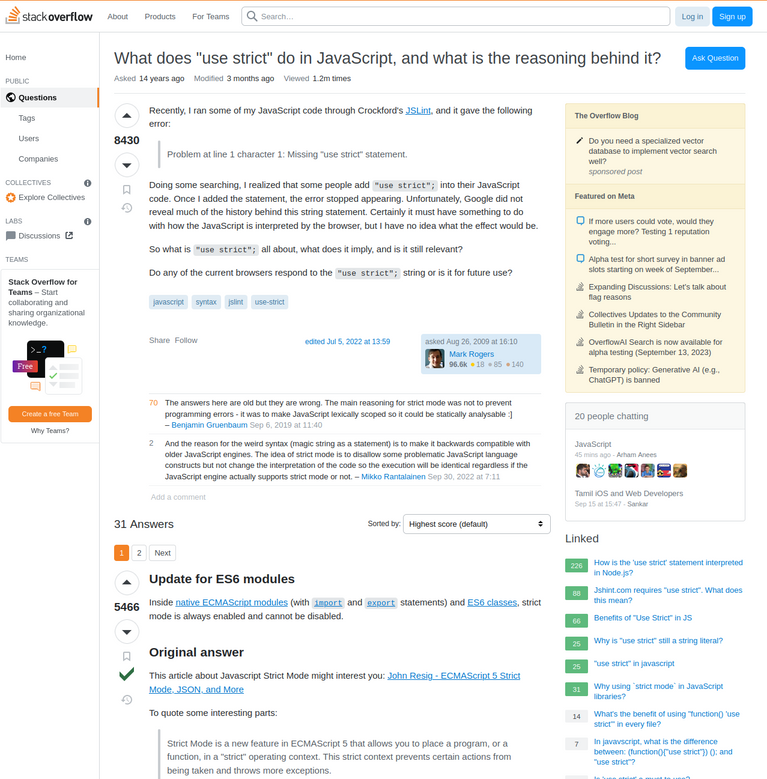 stackoverflow
About
Products
For Teams
Search…
Log in
Sign up
Home
PUBLIC
Questions
Tags
Users
Companies
COLLECTIVES
Explore Collectives
LABS
Discussions
TEAMS
Stack Overflow for
Teams – Start
collaborating and
sharing organizational
knowledge.
>_?
Free
Create a free Team
Why Teams?
What does "use strict" do in JavaScript, and what is the reasoning behind it?
Ask Question
Asked 14 years ago Modified 3 months ago Viewed 1.2m times
8430
Recently, I ran some of my JavaScript code through Crockford's JSLint, and it gave the following
error:
Problem at line 1 character 1: Missing "use strict" statement.
Doing some searching, I realized that some people add "use strict"; into their JavaScript
code. Once I added the statement, the error stopped appearing. Unfortunately, Google did not
reveal much of the history behind this string statement. Certainly it must have something to do
with how the JavaScript is interpreted by the browser, but I have no idea what the effect would be.
So what is "use strict"; all about, what does it imply, and is it still relevant?
Do any of the current browsers respond to the "use strict"; string or is it for future use?
javascript syntax jslint use-strict
Share Follow
edited Jul 5, 2022 at 13:59
asked Aug 26, 2009 at 16:10
Mark Rogers
96.6k 18 85 140
70 The answers here are old but they are wrong. The main reasoning for strict mode was not to prevent
programming errors - it was to make JavaScript lexically scoped so it could be statically analysable :]
– Benjamin Gruenbaum Sep 6, 2019 at 11:40
2 And the reason for the weird syntax (magic string as a statement) is to make it backwards compatible with
older JavaScript engines. The idea of strict mode is to disallow some problematic JavaScript language
constructs but not change the interpretation of the code so the execution will be identical regardless if the
JavaScript engine actually supports strict mode or not. – Mikko Rantalainen Sep 30, 2022 at 7:11
Add a comment
31 Answers
Sorted by: Highest score (default)
1 2 Next
5466
Update for ES6 modules
Inside native ECMAScript modules (with import and export statements) and ES6 classes, strict
mode is always enabled and cannot be disabled.
Original answer
This article about Javascript Strict Mode might interest you: John Resig - ECMAScript 5 Strict
Mode, JSON, and More
To quote some interesting parts:
Strict Mode is a new feature in ECMAScript 5 that allows you to place a program, or a
function, in a "strict" operating context. This strict context prevents certain actions from
being taken and throws more exceptions.
The Overflow Blog
Do you need a specialized vector
database to implement vector search
well?
sponsored post
Featured on Meta
If more users could vote, would they
engage more? Testing 1 reputation
voting...
Alpha test for short survey in banner ad
slots starting on week of September...
Expanding Discussions: Let's talk about
flag reasons
Collectives Updates to the Community
Bulletin in the Right Sidebar
OverflowAI Search is now available for
alpha testing (September 13, 2023)
Temporary policy: Generative AI (e.g.,
ChatGPT) is banned
20 people chatting
JavaScript
45 mins ago - Arham Anees
Tamil iOS and Web Developers
Sep 15 at 15:47 - Sankar
Linked
226 How is the 'use strict' statement interpreted
in Node.js?
88 Jshint.com requires "use strict". What does
this mean?
66 Benefits of "Use Strict" in JS
25 Why is "use strict" still a string literal?
25 "use strict" in javascript
31 Why using `strict mode` in JavaScript
libraries?
14 What's the benefit of using "function() 'use
strict'" in every file?
7 In javavscript, what is the difference
between: (function(){"use strict"}) (); and
"use strict"?